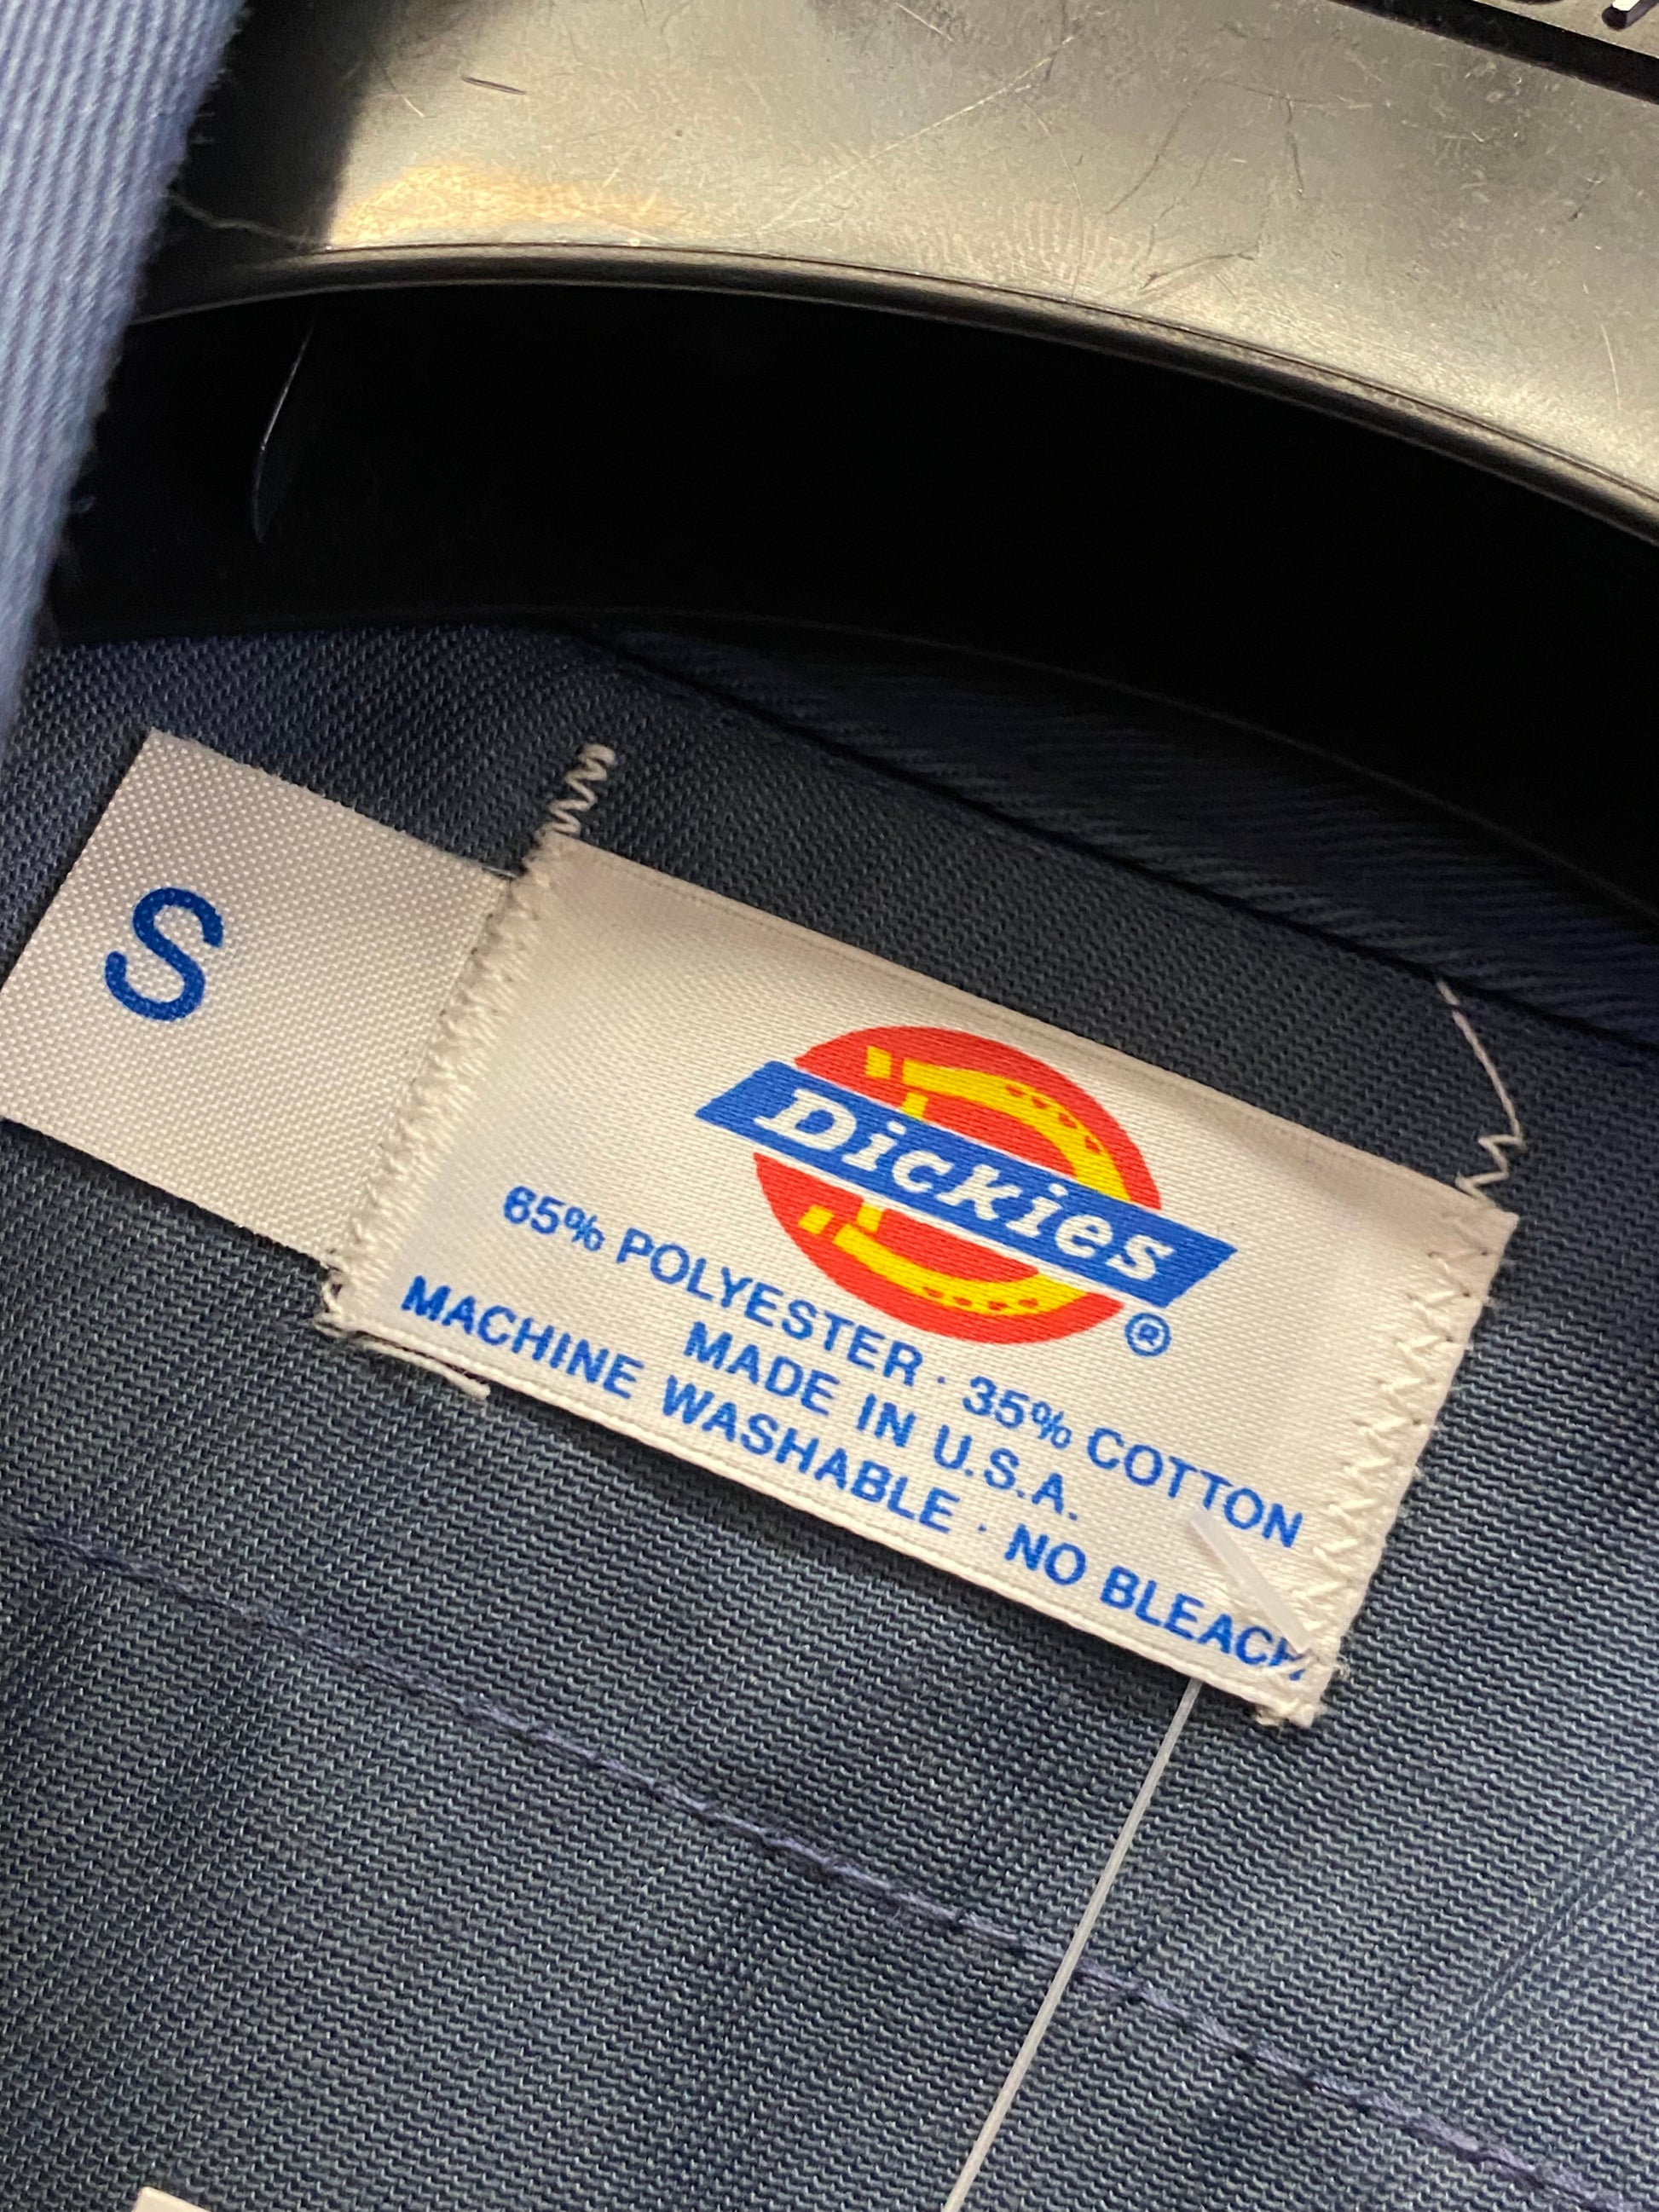 S
Dickies
®
65% POLYESTER · 35% COTTON
MADE IN U.S.A.
MACHINE WASHABLE · NO BLEACH